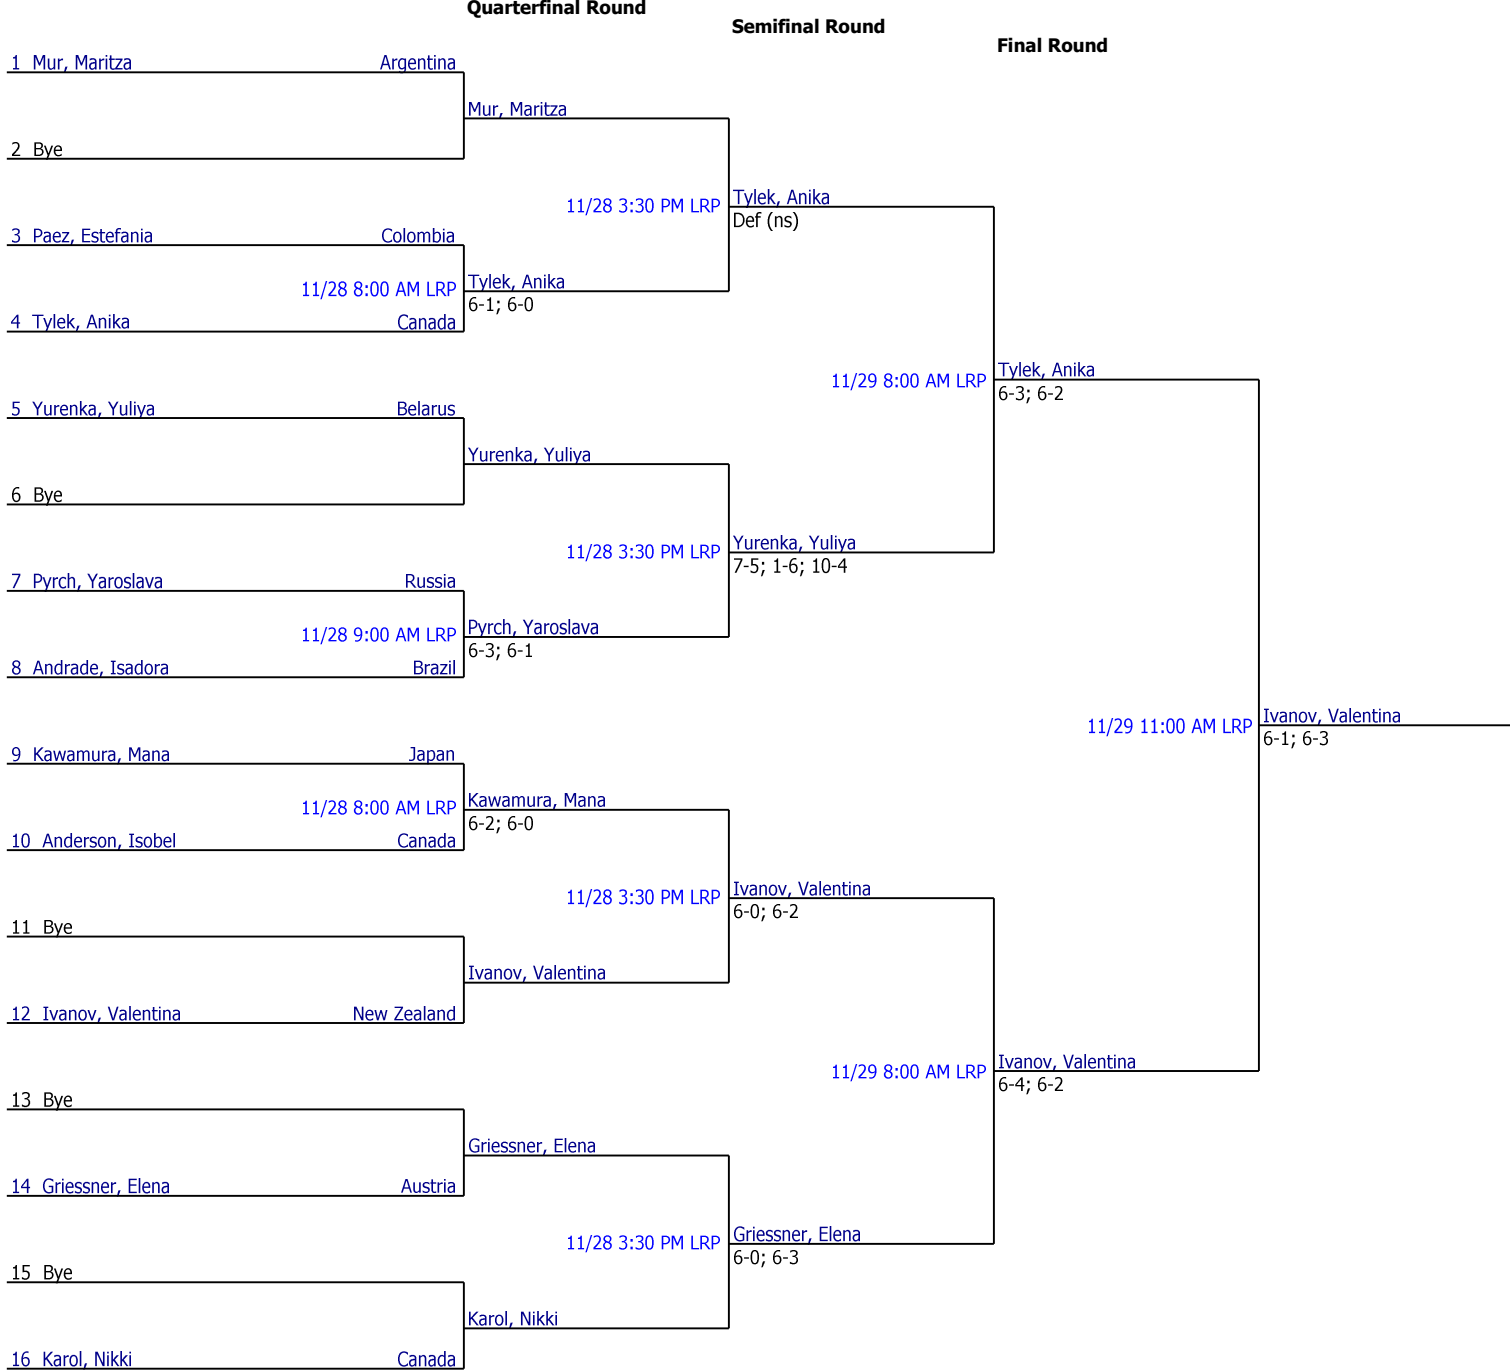 Quarterfinal Round
Semifinal Round
Final Round
1 Mur, Maritza Argentina
Mur, Maritza
2 Bye
11/28 3:30 PM LRP Tylek, Anika
Def (ns)
3 Paez, Estefania Colombia
11/28 8:00 AM LRP Tylek, Anika
6-1; 6-0
4 Tylek, Anika Canada
11/29 8:00 AM LRP Tylek, Anika
6-3; 6-2
5 Yurenka, Yuliya Belarus
Yurenka, Yuliya
6 Bye
11/28 3:30 PM LRP Yurenka, Yuliya
7-5; 1-6; 10-4
7 Pyrch, Yaroslava Russia
11/28 9:00 AM LRP Pyrch, Yaroslava
6-3; 6-1
8 Andrade, Isadora Brazil
11/29 11:00 AM LRP Ivanov, Valentina
6-1; 6-3
9 Kawamura, Mana Japan
11/28 8:00 AM LRP Kawamura, Mana
6-2; 6-0
10 Anderson, Isobel Canada
11/28 3:30 PM LRP Ivanov, Valentina
6-0; 6-2
11 Bye
Ivanov, Valentina
12 Ivanov, Valentina New Zealand
11/29 8:00 AM LRP Ivanov, Valentina
6-4; 6-2
13 Bye
Griessner, Elena
14 Griessner, Elena Austria
11/28 3:30 PM LRP Griessner, Elena
6-0; 6-3
15 Bye
Karol, Nikki
16 Karol, Nikki Canada